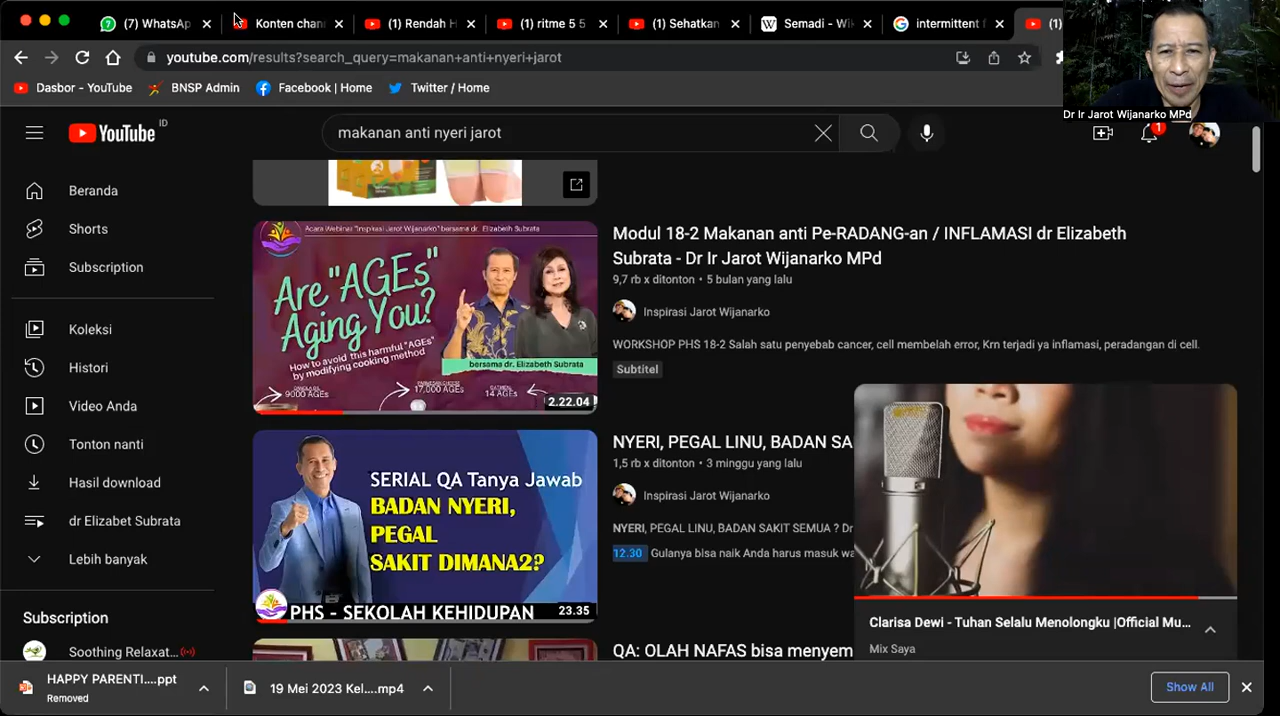 (7) WhatsAp
Konten chan
(1) Rendah H
(1) ritme 5 5
(1) Sehatkan
Semadi - Wik
intermittent f
(1)
youtube.com/results?search_query=makanan+anti+nyeri+jarot
Dasbor - YouTube
BNSP Admin
Facebook | Home
Twitter / Home
Dr Ir Jarot Wijanarko MPd
YouTube ID
makanan anti nyeri jarot
1
Beranda
Shorts
Subscription
Koleksi
Histori
Video Anda
Tonton nanti
Hasil download
dr Elizabet Subrata
Lebih banyak
Subscription
Soothing Relaxat...
Acara Webinar "Inspirasi Jarot Wijanarko" bersama dr. Elizabeth Subrata
Are "AGEs"
Aging You?
How to avoid this harmful "AGEs"
by modifying cooking method
bersama dr. Elizabeth Subrata
9000 AGEs
17,000 AGEs
14 AGEs
2.22.04
Modul 18-2 Makanan anti Pe-RADANG-an / INFLAMASI dr Elizabeth
Subrata - Dr Ir Jarot Wijanarko MPd
9,7 rb x ditonton • 5 bulan yang lalu
Inspirasi Jarot Wijanarko
WORKSHOP PHS 18-2 Salah satu penyebab cancer, cell membelah error, Krn terjadi ya inflamasi, peradangan di cell.
Subtitel
SERIAL QA Tanya Jawab
BADAN NYERI,
PEGAL
SAKIT DIMANA2?
PHS - SEKOLAH KEHIDUPAN
23.35
NYERI, PEGAL LINU, BADAN SA
1,5 rb x ditonton • 3 minggu yang lalu
Inspirasi Jarot Wijanarko
NYERI, PEGAL LINU, BADAN SAKIT SEMUA ? Dr
12.30 Gulanya bisa naik Anda harus masuk wa
QA: OLAH NAFAS bisa menyem
Clarisa Dewi - Tuhan Selalu Menolongku |Official Mu...
Mix Saya
HAPPY PARENTI....ppt
Removed
19 Mei 2023 Kel....mp4
Show All